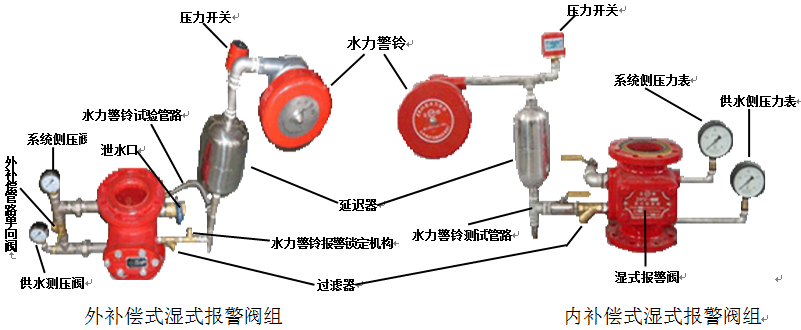 压力开关
水力警铃
压力开关
系统侧压力表
供水侧压力表
水力警铃试验管路
系统侧压阀
泄水口
外补偿管路单向阀
延迟器
水力警铃测试管路
水力警铃报警锁定机构
供水测压阀
过滤器
湿式报警阀
外补偿式湿式报警阀组
内补偿式湿式报警阀组